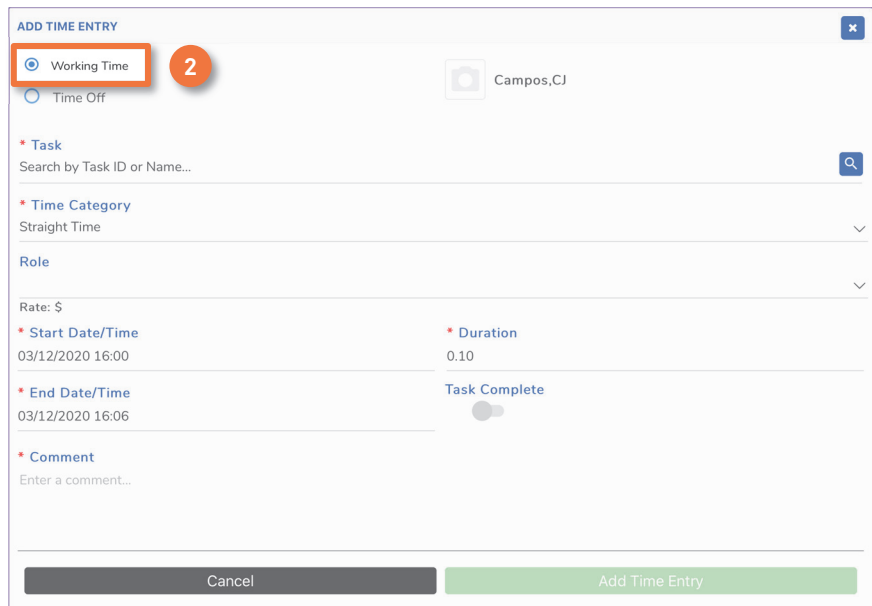 ADD TIME ENTRY
Working Time
2
Time Off
Campos,CJ
* Task
Search by Task ID or Name...
* Time Category
Straight Time
Role
Rate: $
* Start Date/Time
03/12/2020 16:00
* Duration
0.10
* End Date/Time
03/12/2020 16:06
Task Complete
* Comment
Enter a comment...
Cancel
Add Time Entry